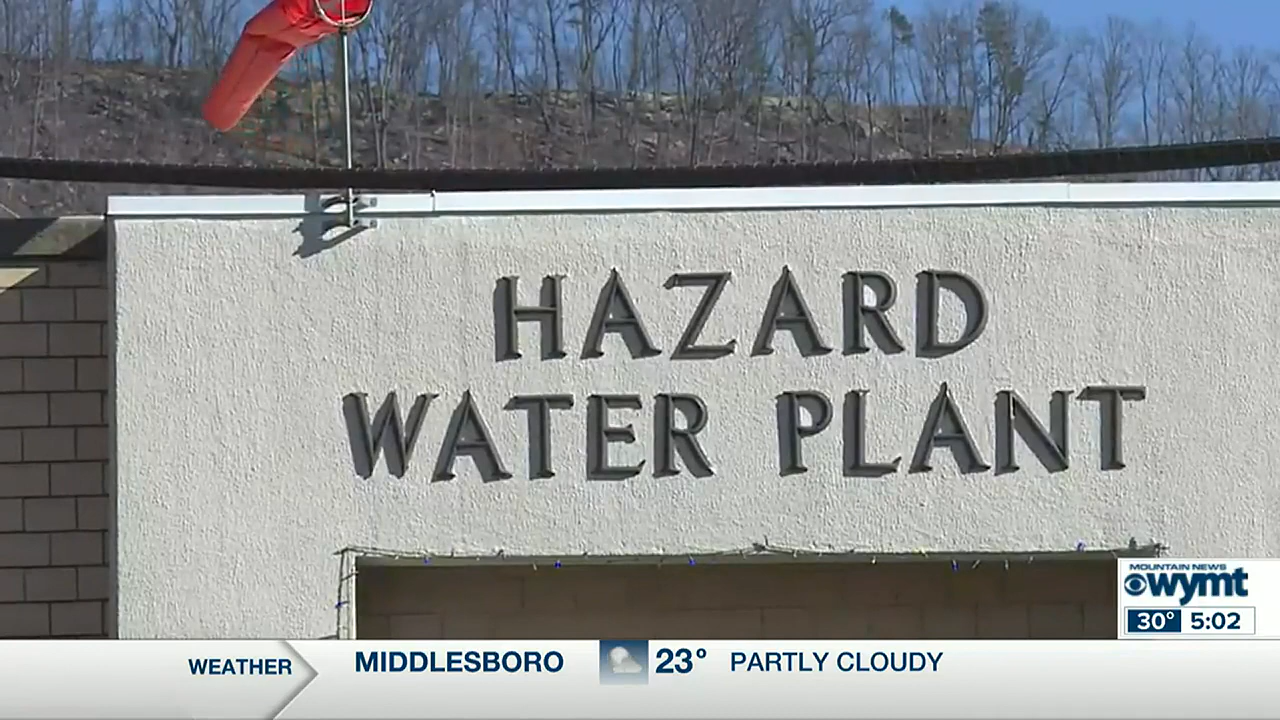 HAZARD
WATER PLANT
MOUNTAIN NEWS
wymt
30° 5:02
WEATHER
MIDDLESBORO 23° PARTLY CLOUDY